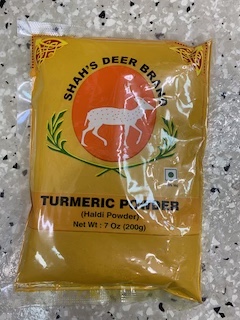 SHAH'S DEER BRAND
TURMERIC POWDER
(Haldi Powder)
Net Wt : 7 Oz (200g)